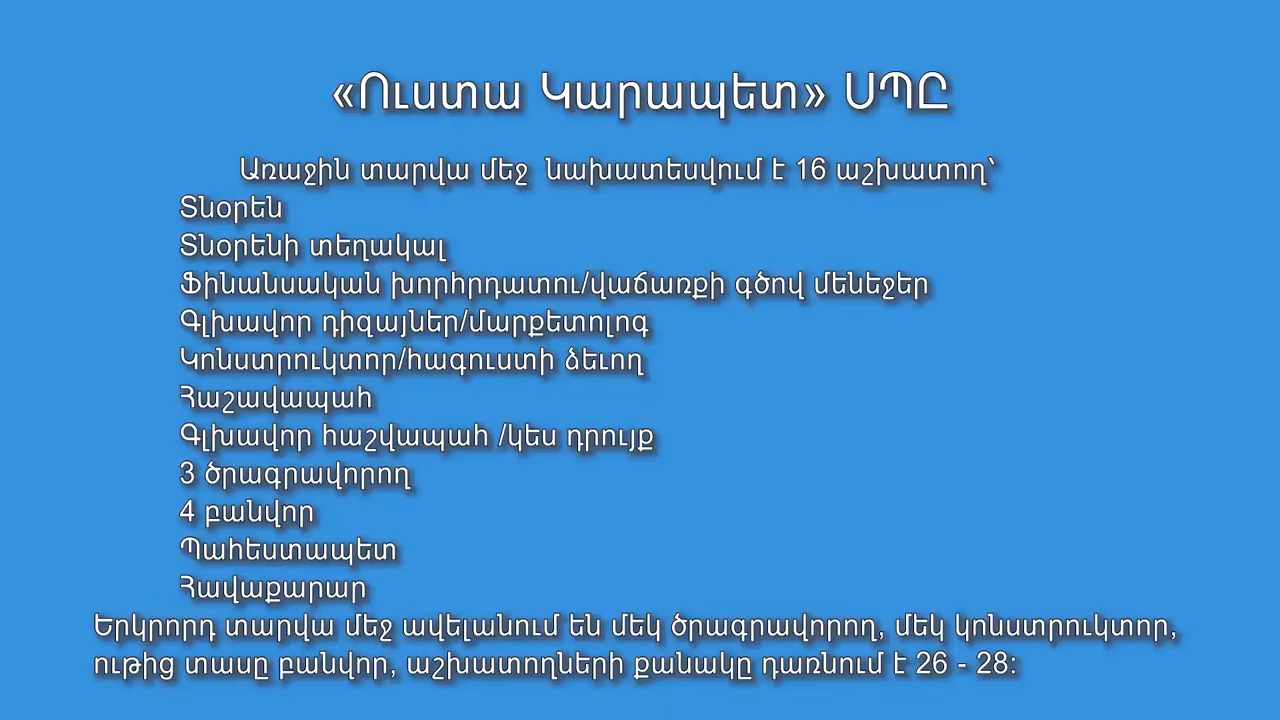 «Ուստա Կարապետ» ՍՊԸ
Առաջին տարվա մեջ նախատեսվում է 16 աշխատող՝
Տնօրեն
Տնօրենի տեղակալ
Ֆինանսական խորհրդատու/վաճառքի գծով մենեջեր
Գլխավոր դիզայներ/մարքետոլոգ
Կոնստրուկտոր/հագուստի ձեւող
Հաշավապահ
Գլխավոր հաշվապահ /կես դրույք
3 ծրագրավորող
4 բանվոր
Պահեստապետ
Հավաքարար
Երկրորդ տարվա մեջ ավելանում են մեկ ծրագրավորող, մեկ կոնստրուկտոր,
ութից տասը բանվոր, աշխատողների քանակը դառնում է 26 - 28: